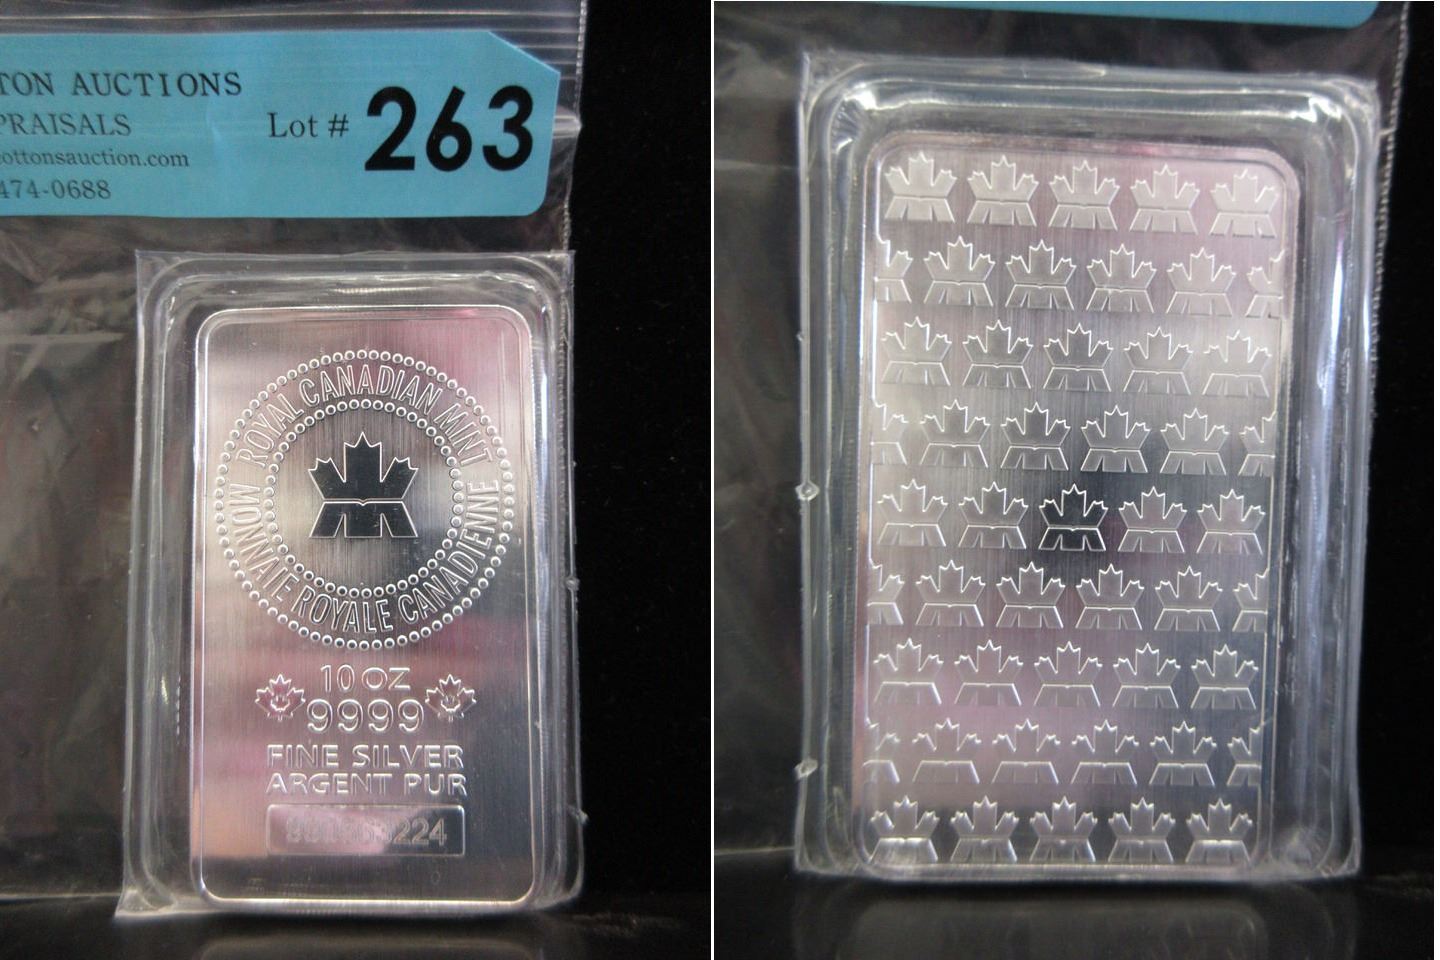 TON AUCTIONS
PRAISALS
Lot # 263
ottonsauction.com
474-0688
ROYAL CANADIAN MINT
MONNAIE ROYALE CANADIENNE
10 OZ
9999
FINE SILVER
ARGENT PUR